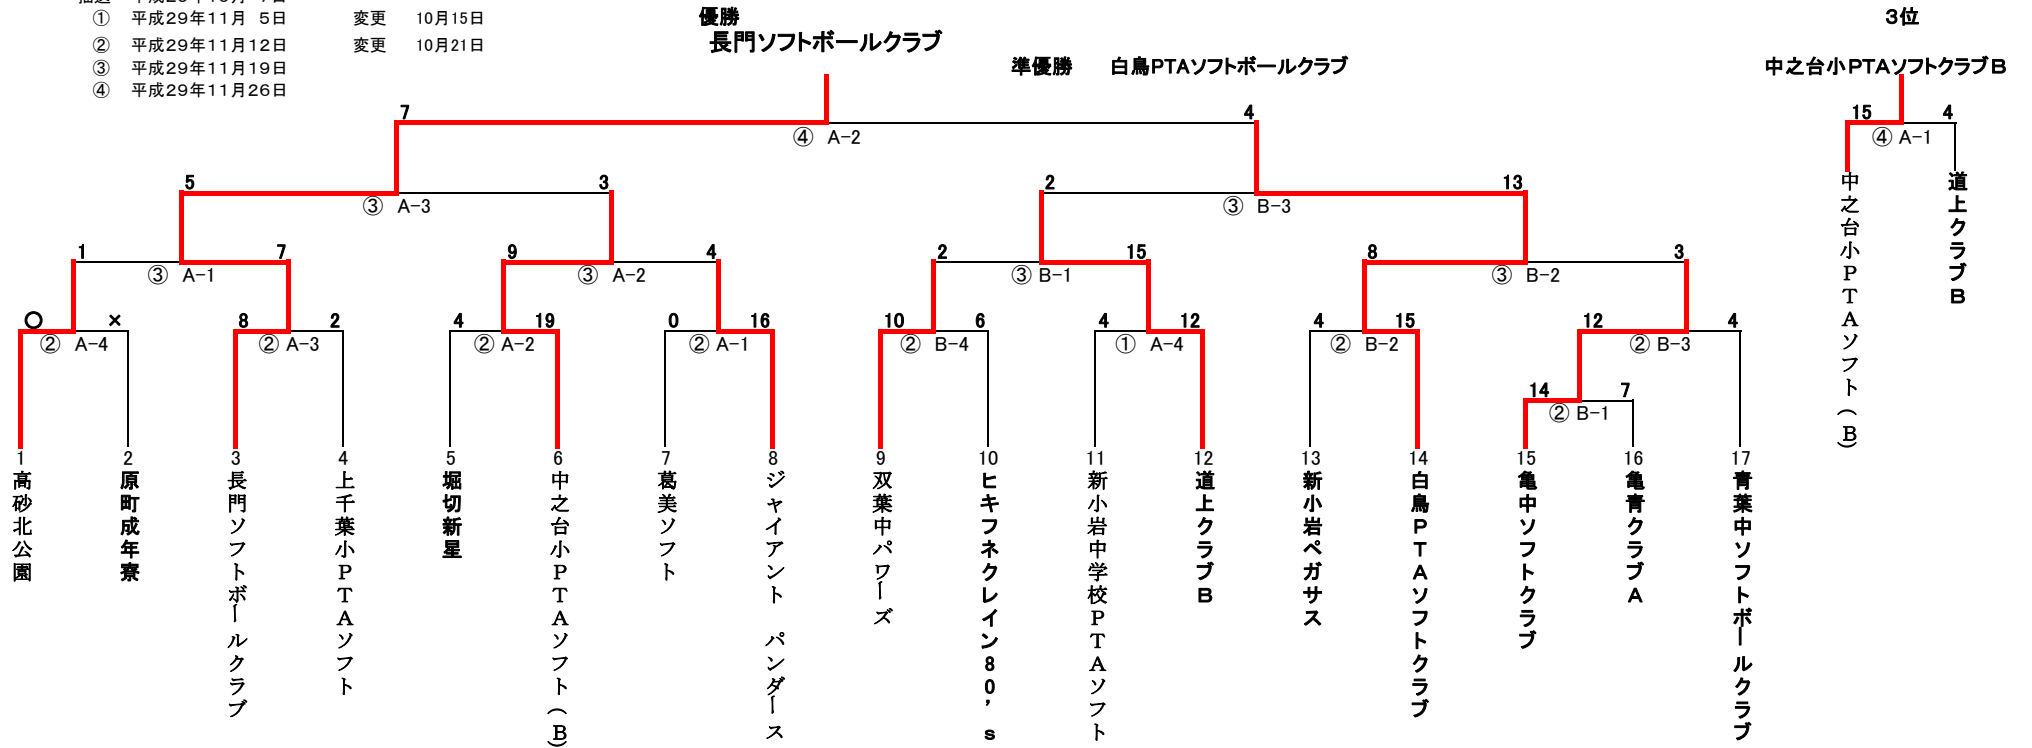 ① 平成29年11月 5日 変更 10月15日
② 平成29年11月12日 変更 10月21日
③ 平成29年11月19日
④ 平成29年11月26日
優勝
長門ソフトボールクラブ
準優勝 白鳥PTAソフトボールクラブ
3位
中之台小PTAソフトクラブB
7 4
④ A-2
15 4
④ A-1
中之台小PTAソフト(B)
道上クラブB
5 3
③ A-3
2 13
③ B-3
1 7
③ A-1
9 4
③ A-2
2 15
③ B-1
8 3
③ B-2
○ ×
② A-4
8 2
② A-3
4 19
② A-2
0 16
② A-1
10 6
② B-4
4 12
① A-4
4 15
② B-2
12 4
② B-3
14 7
② B-1
1 高砂北公園
2 原町成年寮
3 長門ソフトボールクラブ
4 上千葉小PTAソフト
5 堀切新星
6 中之台小PTAソフト(B)
7 葛美ソフト
8 ジャイアント パンダース
9 双葉中パワーズ
10 ヒキフネクレイン80's
11 新小岩中学校PTAソフト
12 道上クラブB
13 新小岩ペガサス
14 白鳥PTAソフトクラブ
15 亀中ソフトクラブ
16 亀青クラブA
17 青葉中ソフトボールクラブ